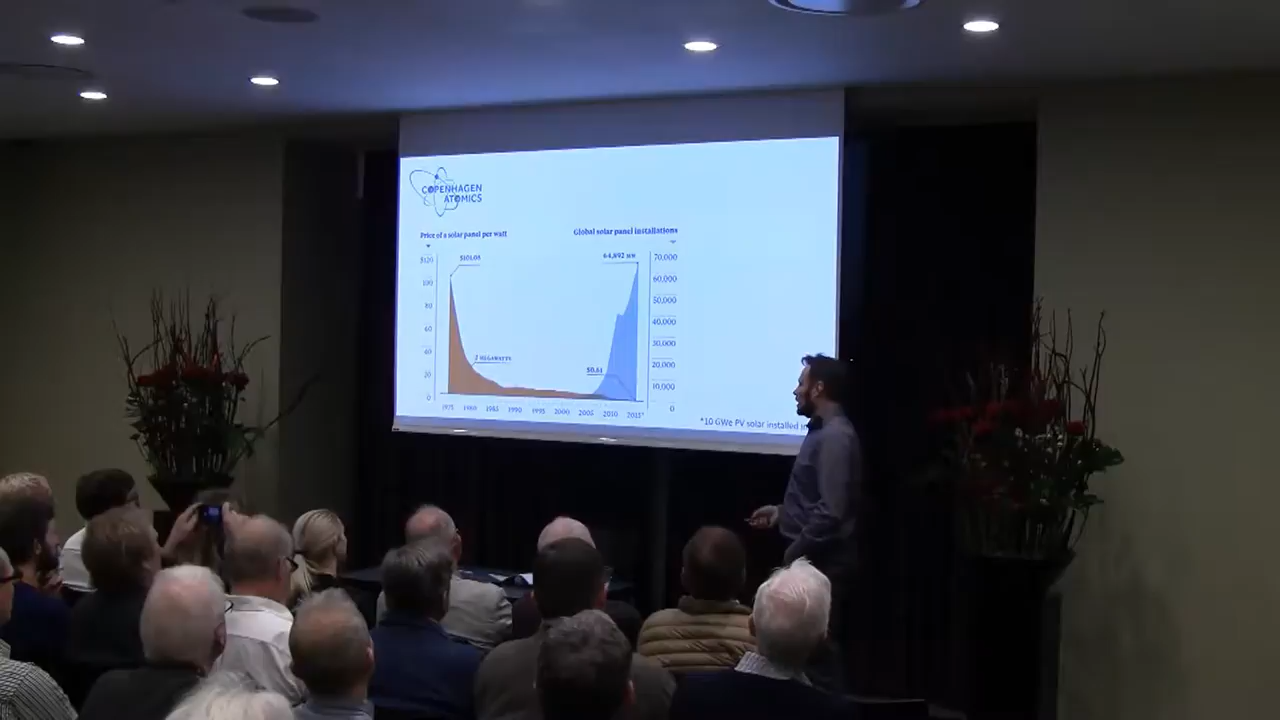 COPENHAGEN
ATOMICS
Price of a solar panel per watt
Global solar panel installations
$120
100
80
60
40
20
0
$101.05
2 MEGAWATTS
64,892 MW
$0.61
70,000
60,000
50,000
40,000
30,000
20,000
10,000
0
1975 1980 1985 1990 1995 2000 2005 2010 2015*
*10 GWe PV solar installed